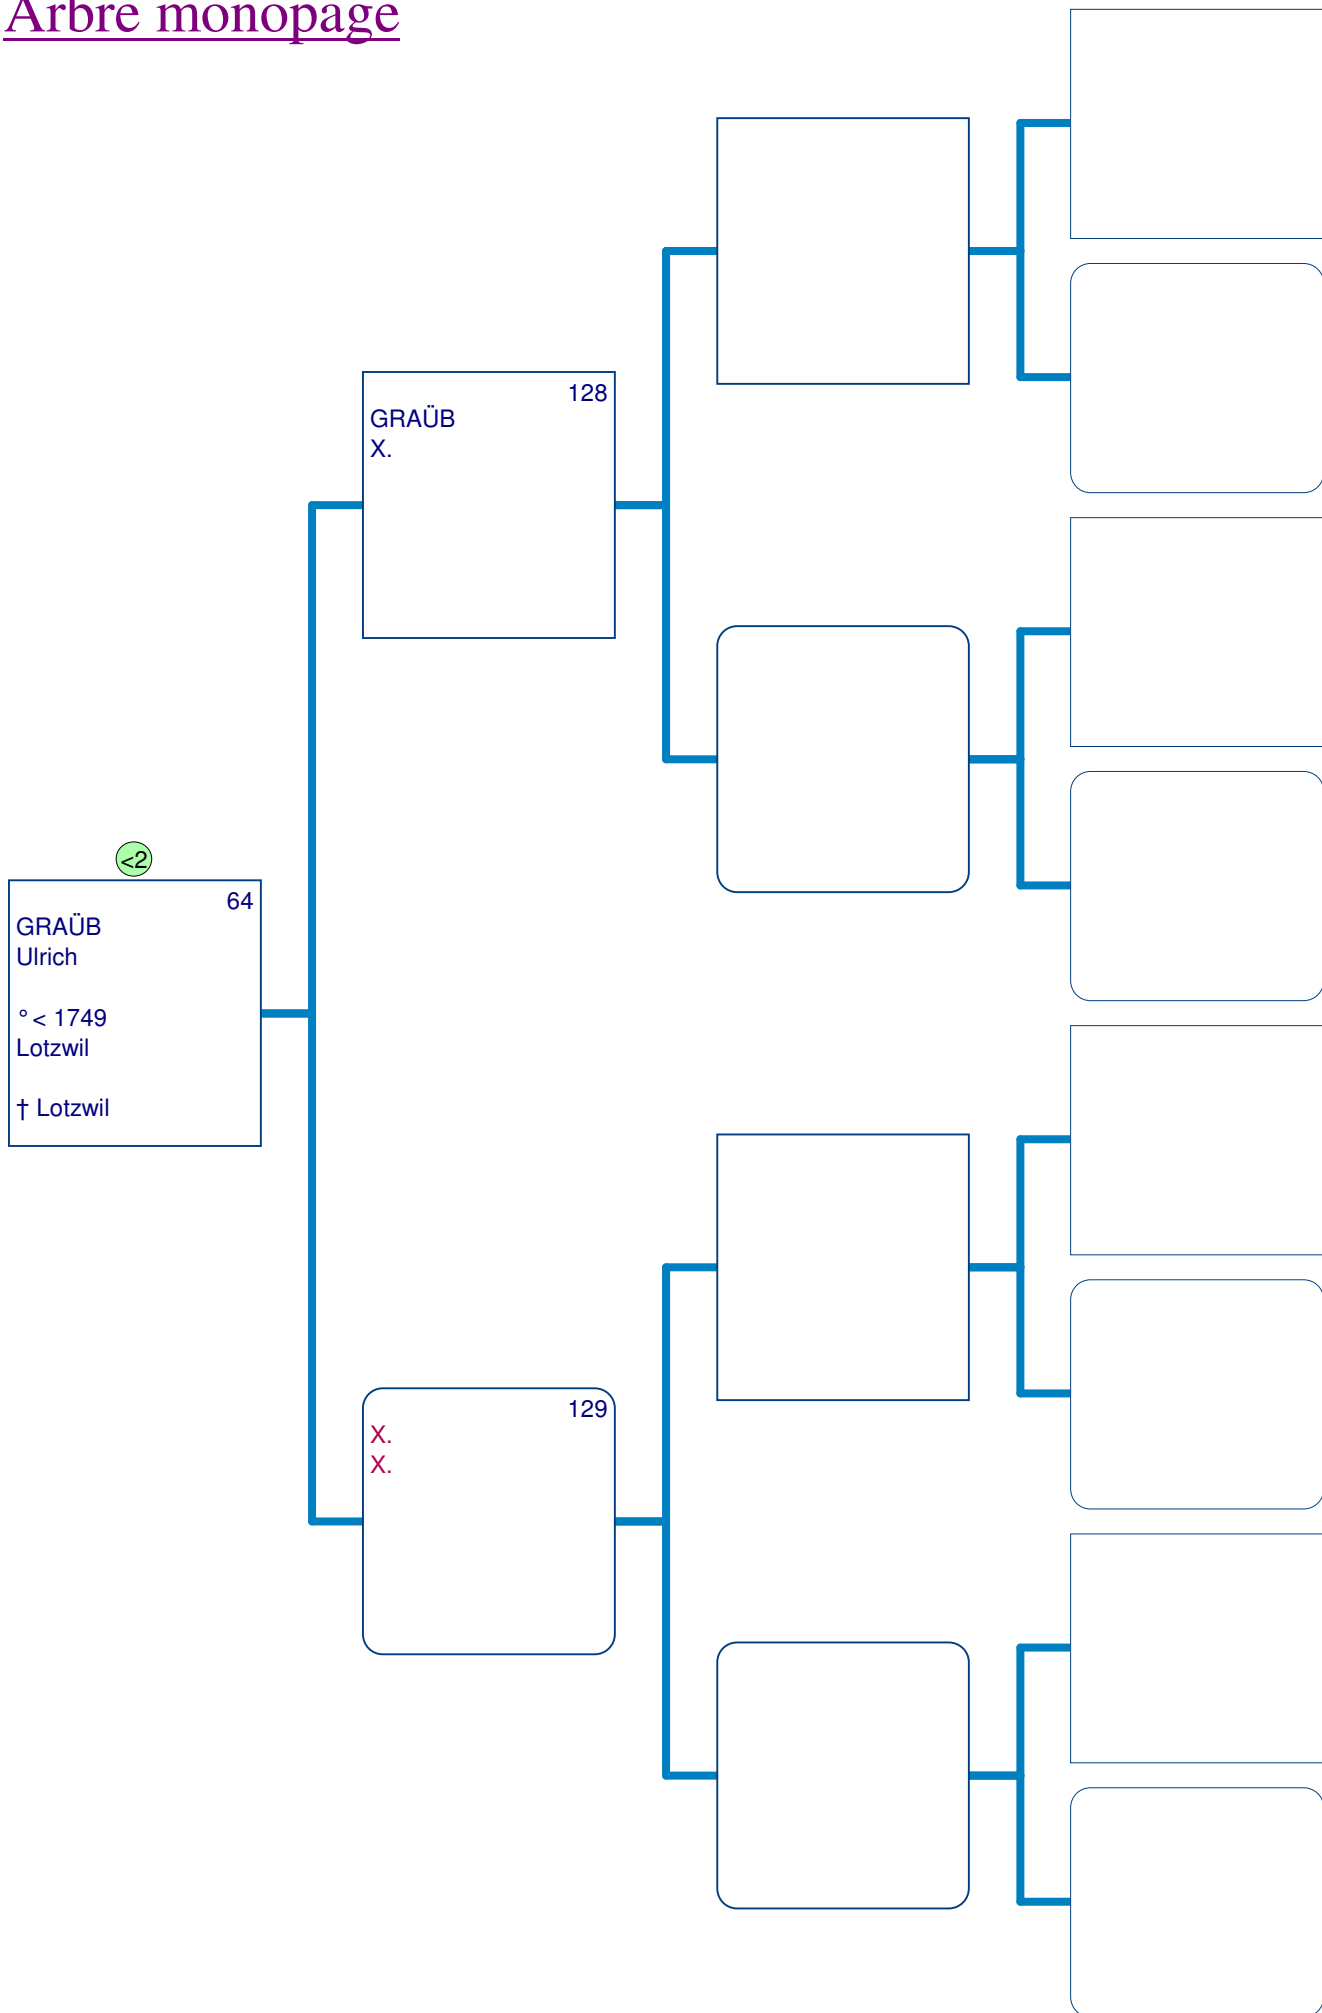 Arbre monopage
128
GRAÜB
X.
<2
64
GRAÜB
Ulrich
° < 1749
Lotzwil
† Lotzwil
129
X.
X.